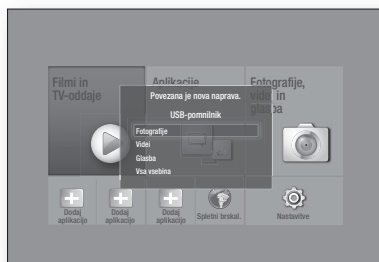 Filmi in
TV-oddaje
Aplikacije
Fotografije,
videi in
glasba
Povezana je nova naprava.
USB-pomnilnik
Fotografije
Videi
Glasba
Vsa vsebina
Dodaj
aplikacijo
Dodaj
aplikacijo
Dodaj
aplikacijo
Spletni brskal.
Nastavitve